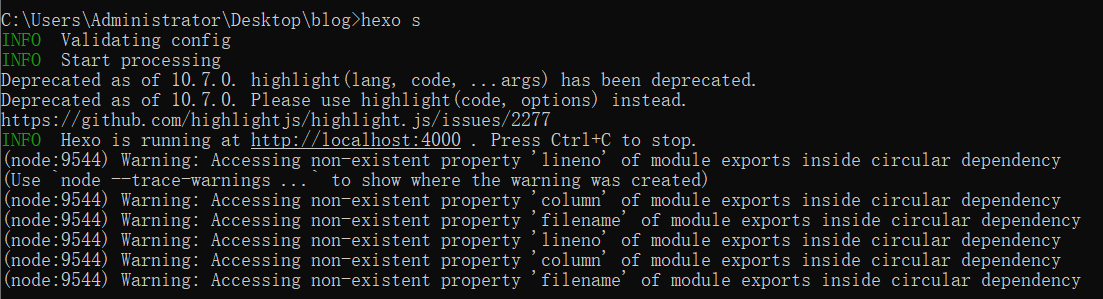 C:\Users\Administrator\Desktop\blog>hexo s
INFO  Validating config
INFO  Start processing
Deprecated as of 10.7.0. highlight(lang, code, ...args) has been deprecated.
Deprecated as of 10.7.0. Please use highlight(code, options) instead.
https://github.com/highlightjs/highlight.js/issues/2277
INFO  Hexo is running at http://localhost:4000 . Press Ctrl+C to stop.
(node:9544) Warning: Accessing non-existent property 'lineno' of module exports inside circular dependency
(Use `node --trace-warnings ...` to show where the warning was created)
(node:9544) Warning: Accessing non-existent property 'column' of module exports inside circular dependency
(node:9544) Warning: Accessing non-existent property 'filename' of module exports inside circular dependency
(node:9544) Warning: Accessing non-existent property 'lineno' of module exports inside circular dependency
(node:9544) Warning: Accessing non-existent property 'column' of module exports inside circular dependency
(node:9544) Warning: Accessing non-existent property 'filename' of module exports inside circular dependency